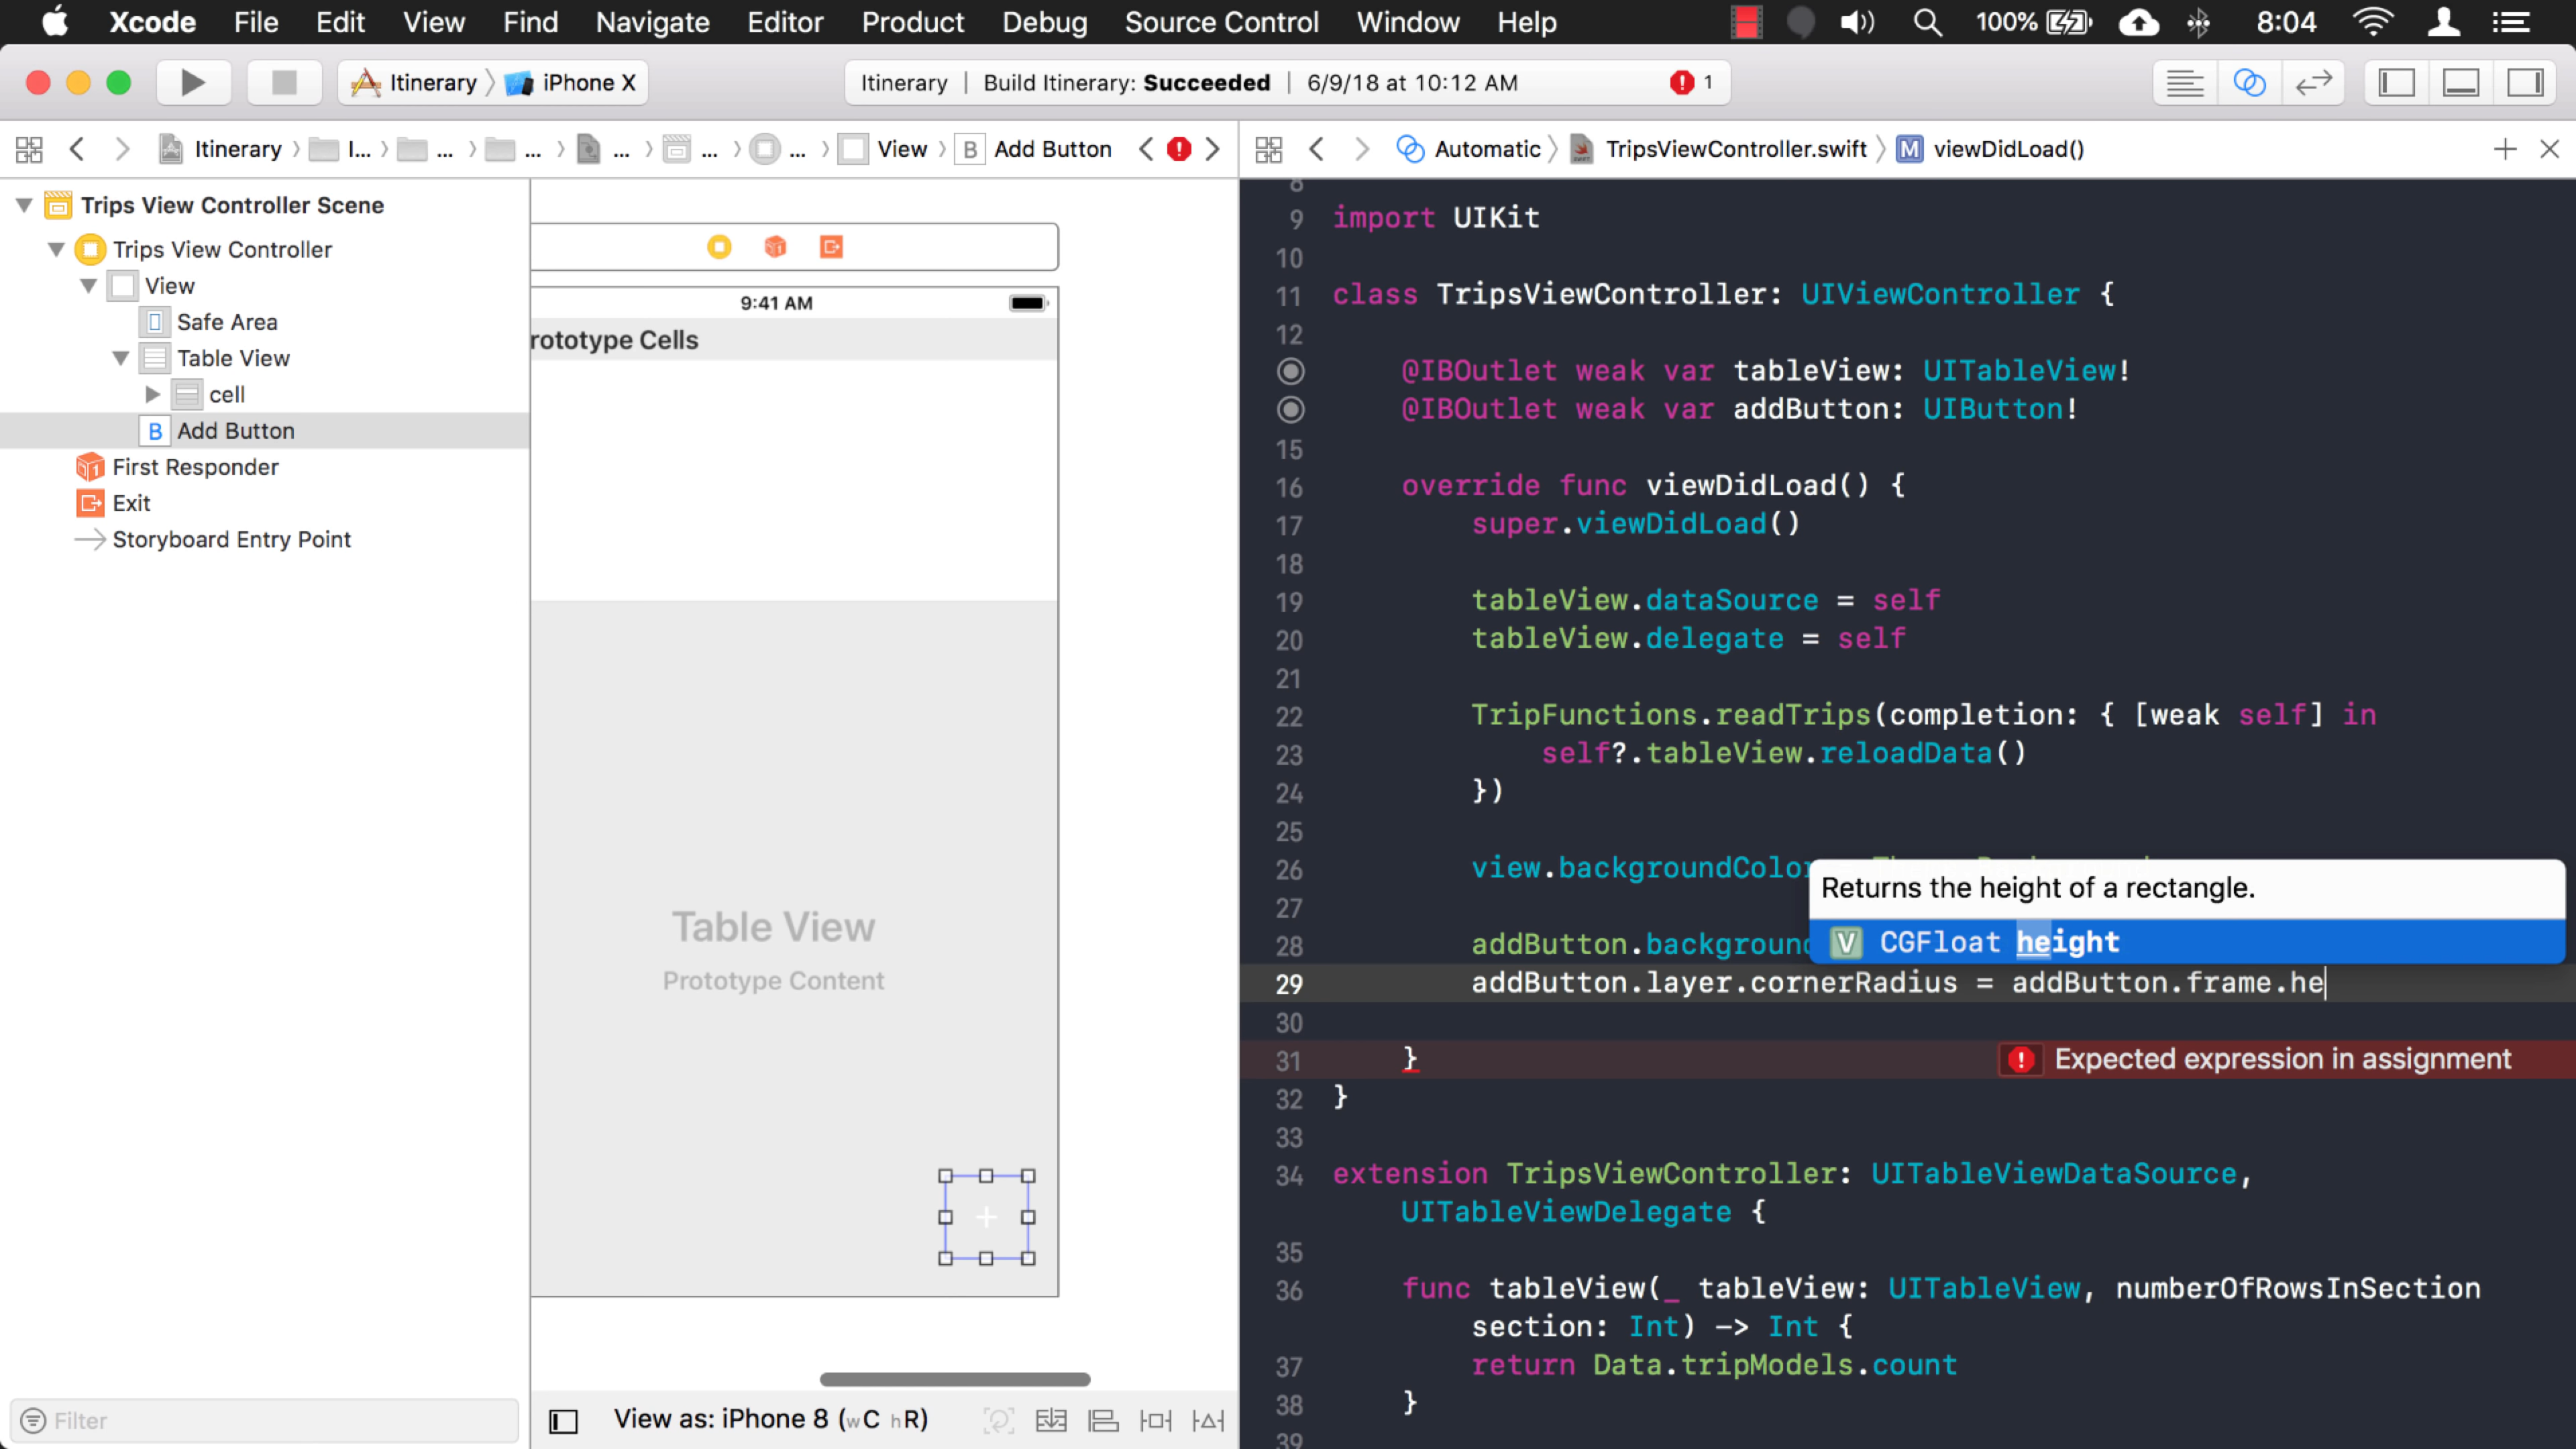 Xcode File Edit View Find Navigate Editor Product Debug Source Control Window Help 100% 8:04
Itinerary iPhone X Itinerary | Build Itinerary: Succeeded | 6/9/18 at 10:12 AM 1
Itinerary I... ... ... ... ... ... View B Add Button Automatic TripsViewController.swift M viewDidLoad()
Trips View Controller Scene
Trips View Controller
View
Safe Area
Table View
cell
B Add Button
First Responder
Exit
Storyboard Entry Point
Filter
9:41 AM
rototype Cells
Table View
Prototype Content
View as: iPhone 8 (wC hR)
8
9 import UIKit
10
11 class TripsViewController: UIViewController {
12
@IBOutlet weak var tableView: UITableView!
@IBOutlet weak var addButton: UIButton!
15
16 override func viewDidLoad() {
17 super.viewDidLoad()
18
19 tableView.dataSource = self
20 tableView.delegate = self
21
22 TripFunctions.readTrips(completion: { [weak self] in
23 self?.tableView.reloadData()
24 })
25
26 view.backgroundColor
Returns the height of a rectangle.
27
28 addButton.background
V CGFloat height
29 addButton.layer.cornerRadius = addButton.frame.he
30
31 } Expected expression in assignment
32 }
33
34 extension TripsViewController: UITableViewDataSource,
UITableViewDelegate {
35
36 func tableView(_ tableView: UITableView, numberOfRowsInSection
section: Int) -> Int {
37 return Data.tripModels.count
38 }
39